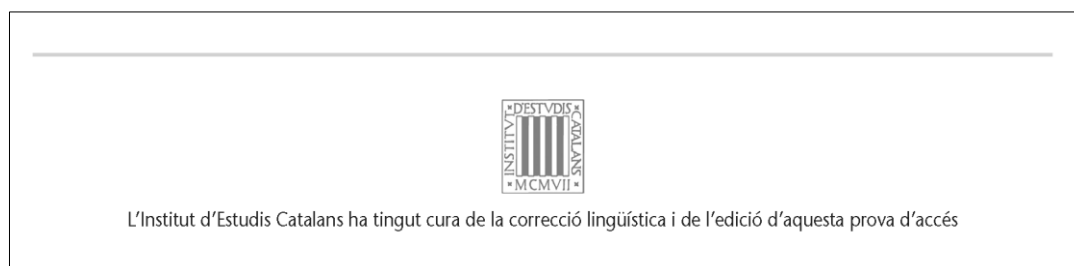 INSTITVT
D'ESTVDIS
CATALANS
MCMVII
L'Institut d'Estudis Catalans ha tingut cura de la correcció lingüística i de l'edició d'aquesta prova d'accés